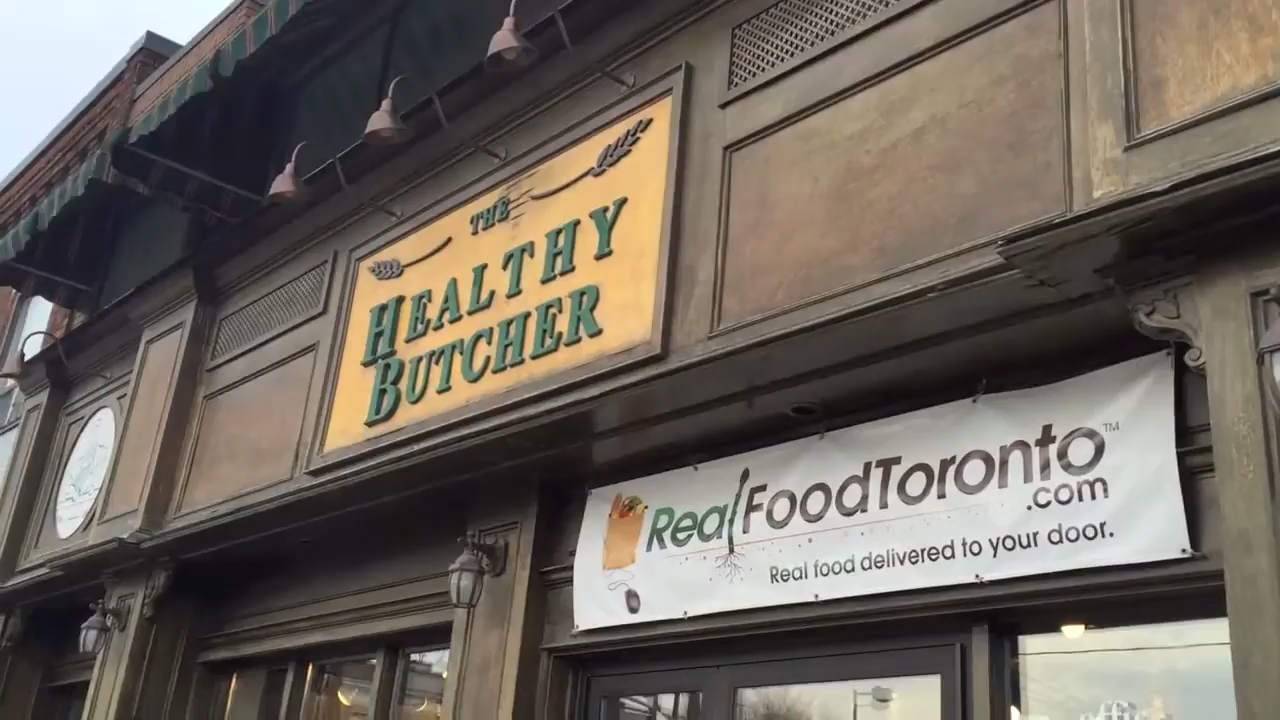 THE
HEALTHY
BUTCHER
RealFoodToronto™
.com
Real food delivered to your door.